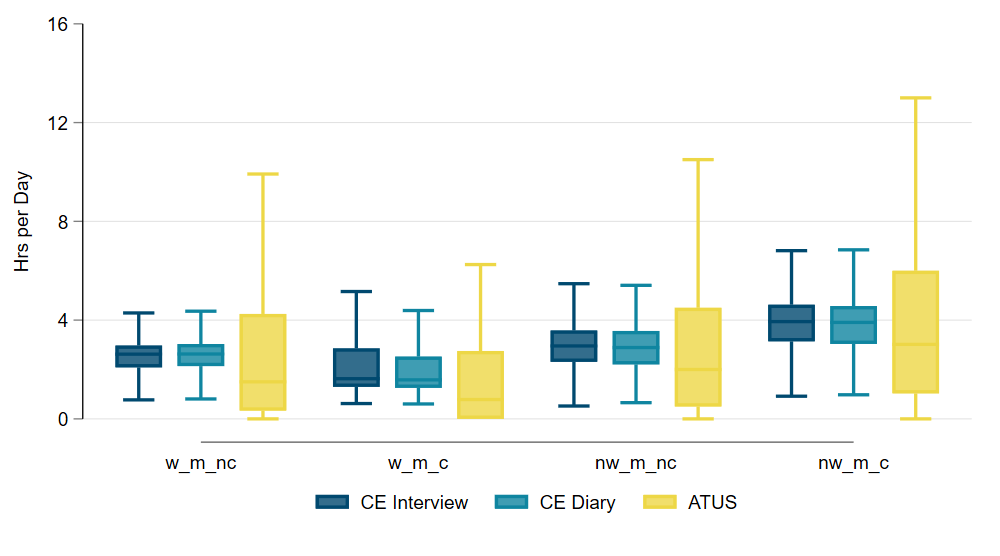 16
12
8
4
0
Hrs per Day
w_m_nc w_m_c nw_m_nc nw_m_c
CE Interview CE Diary ATUS